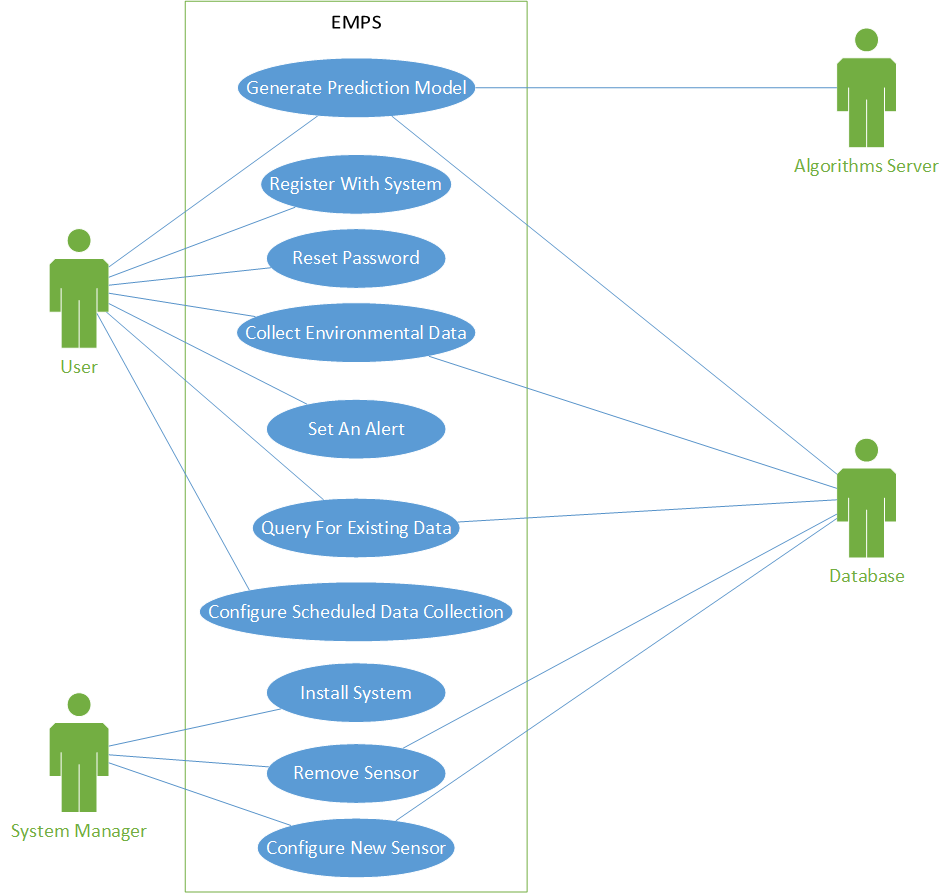 EMPS
Generate Prediction Model
Algorithms Server
Register With System
Reset Password
User
Collect Environmental Data
Set An Alert
Query For Existing Data
Database
Configure Scheduled Data Collection
Install System
Remove Sensor
System Manager
Configure New Sensor